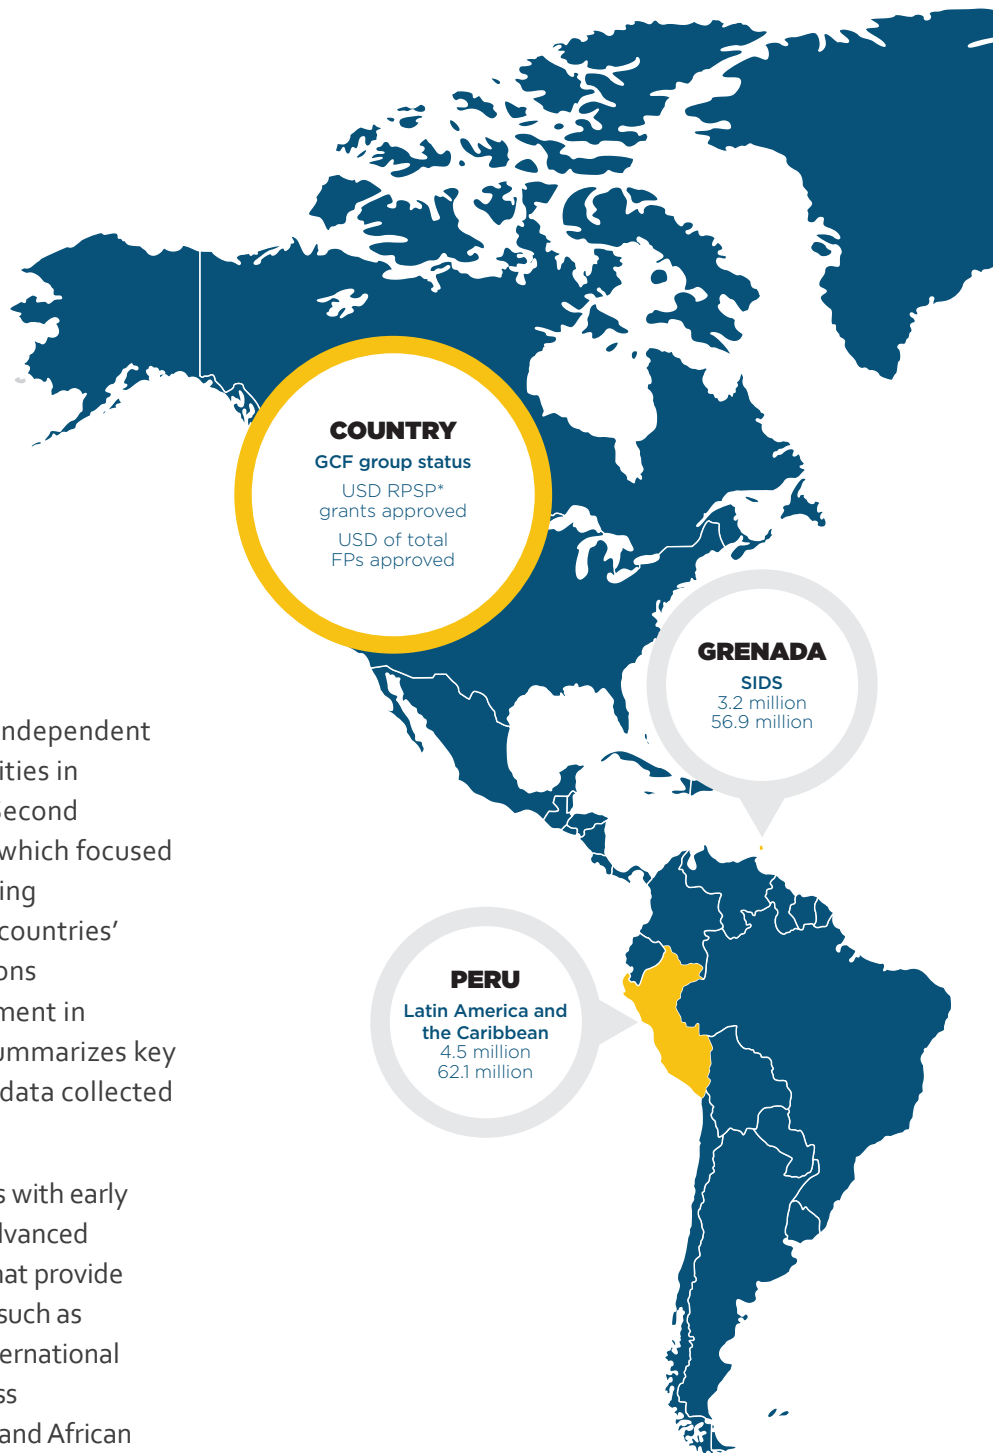 COUNTRY
GCF group status
USD RPSP*
grants approved
USD of total
FPs approved
GRENADA
SIDS
3.2 million
56.9 million
PERU
Latin America and
the Caribbean
4.5 million
62.1 million
independent
ities in
Second
which focused
ing
countries’
ons
ment in
ummarizes key
data collected
s with early
dvanced
hat provide
such as
ernational
ss
and African